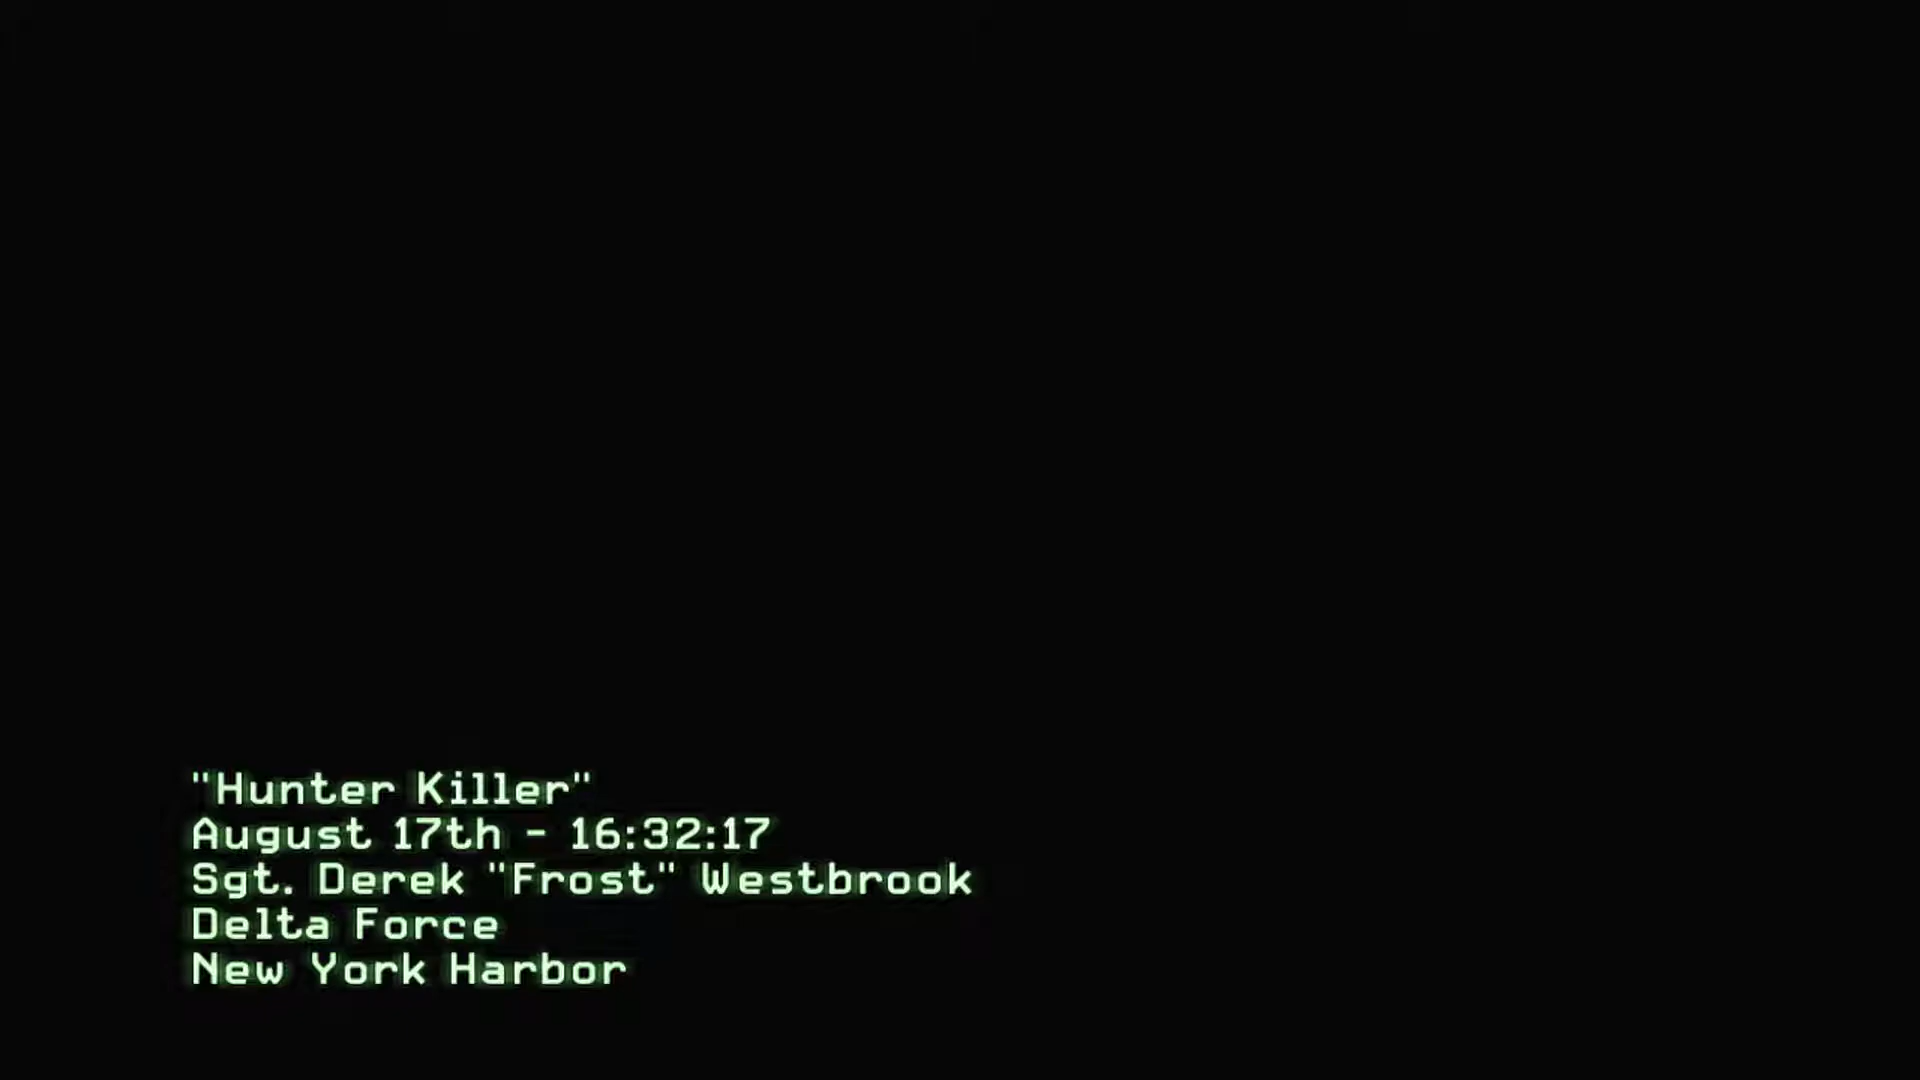 "Hunter Killer"
August 17th - 16:32:17
Sgt. Derek "Frost" Westbrook
Delta Force
New York Harbor